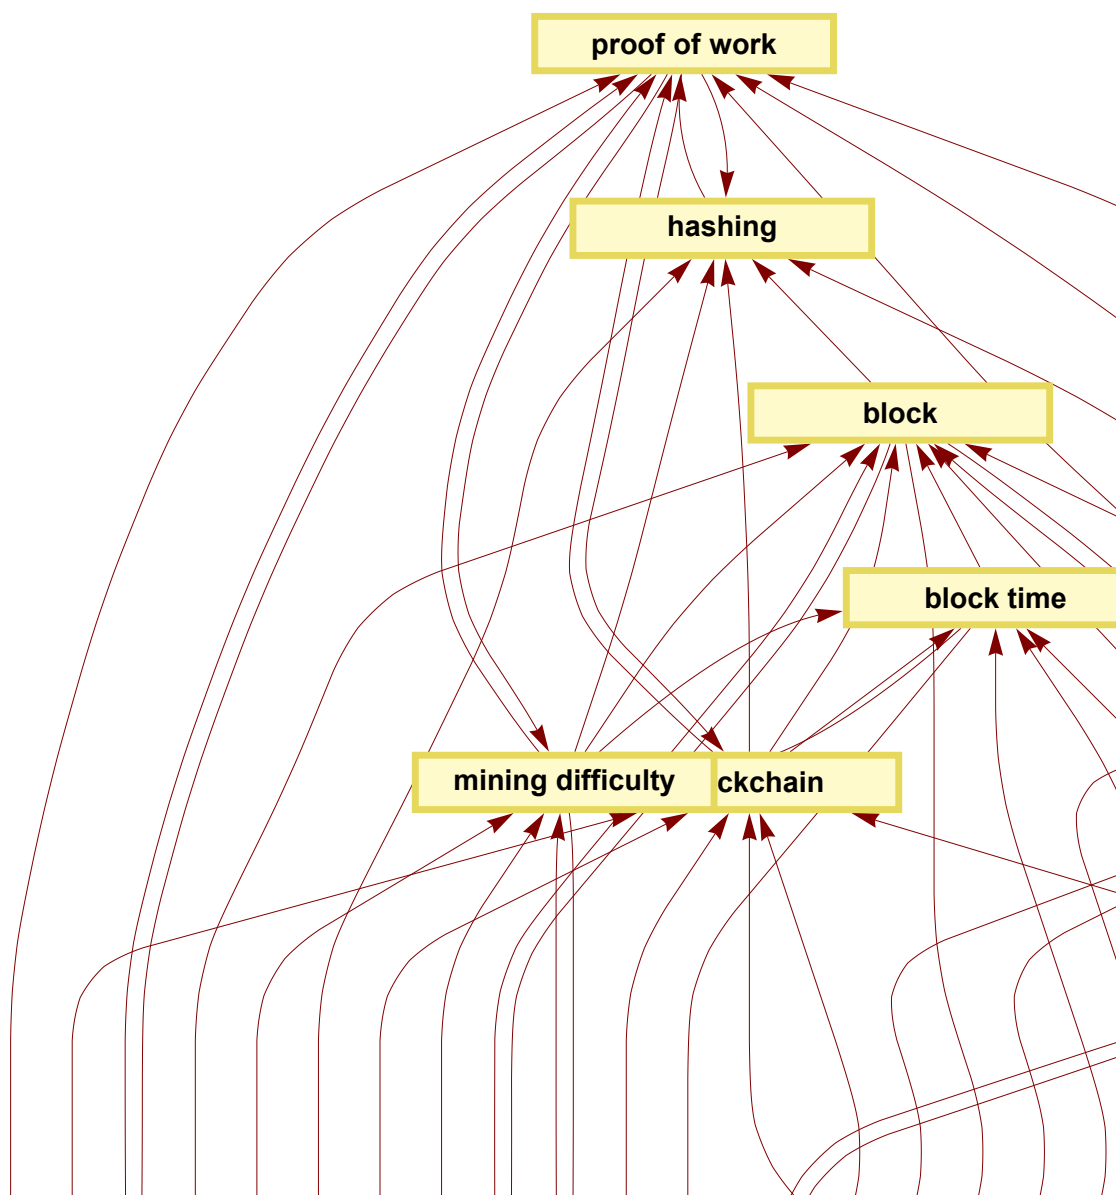 proof of work
hashing
block
block time
mining difficulty
ckchain